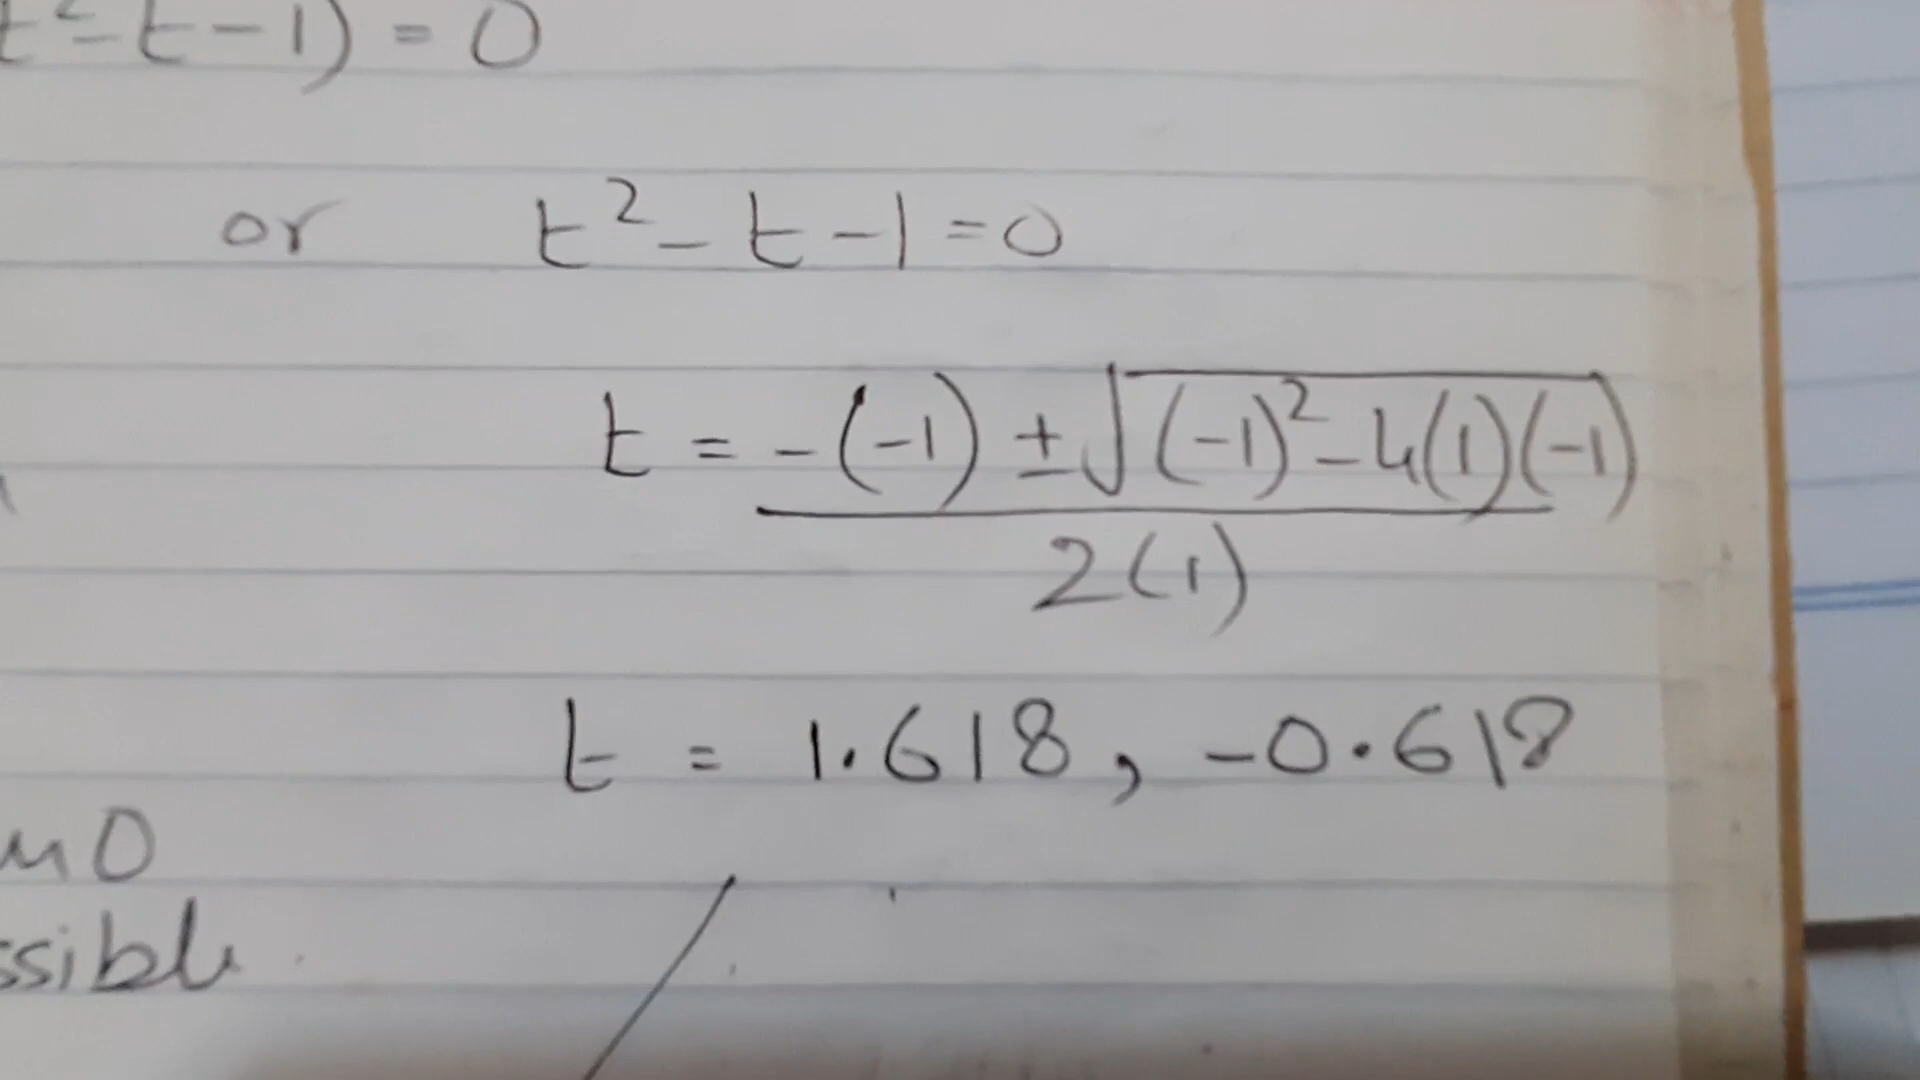 t² - t - 1) = 0
or t² - t - 1 = 0
t = -(-1) ± √(-1)² - 4(1)(-1)
2(1)
t = 1.618, -0.618
0